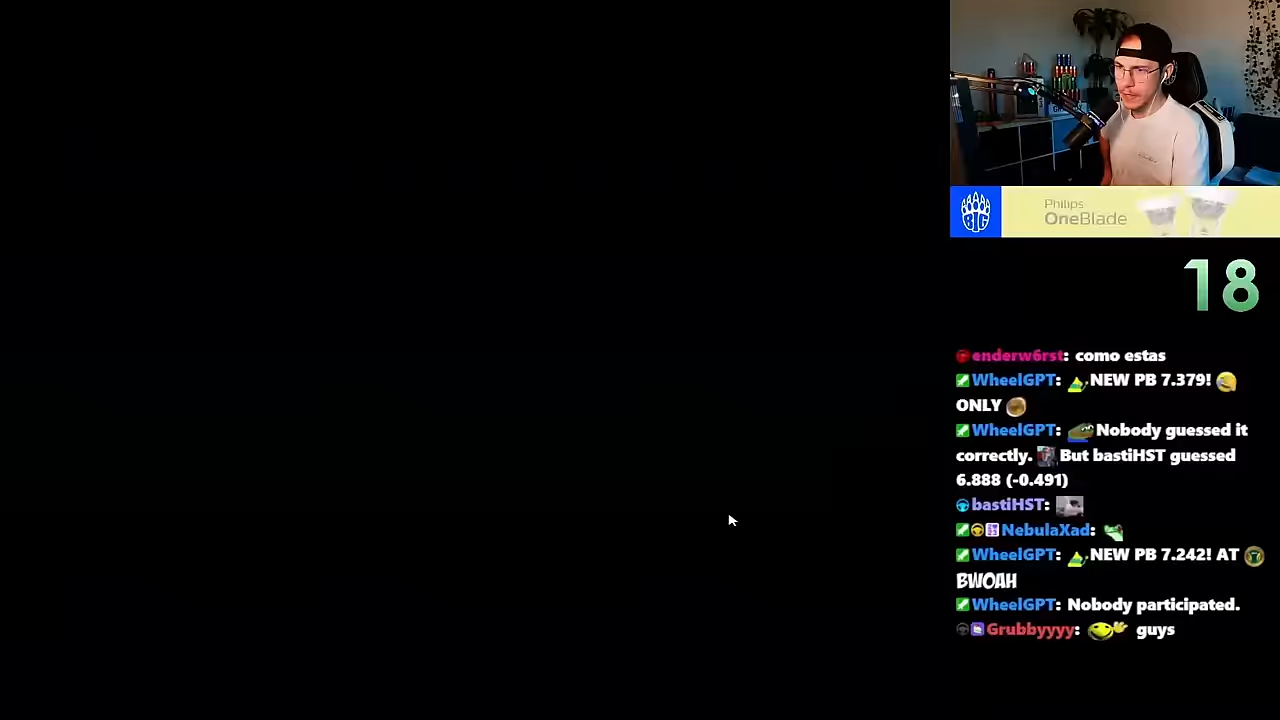 BIG
Philips
OneBlade
18
enderw6rst: como estas
WheelGPT: NEW PB 7.379!
ONLY
WheelGPT: Nobody guessed it
correctly. But bastiHST guessed
6.888 (-0.491)
bastiHST:
NebulaXad:
WheelGPT: NEW PB 7.242! AT
BWOAH
WheelGPT: Nobody participated.
Grubbyyyy: guys